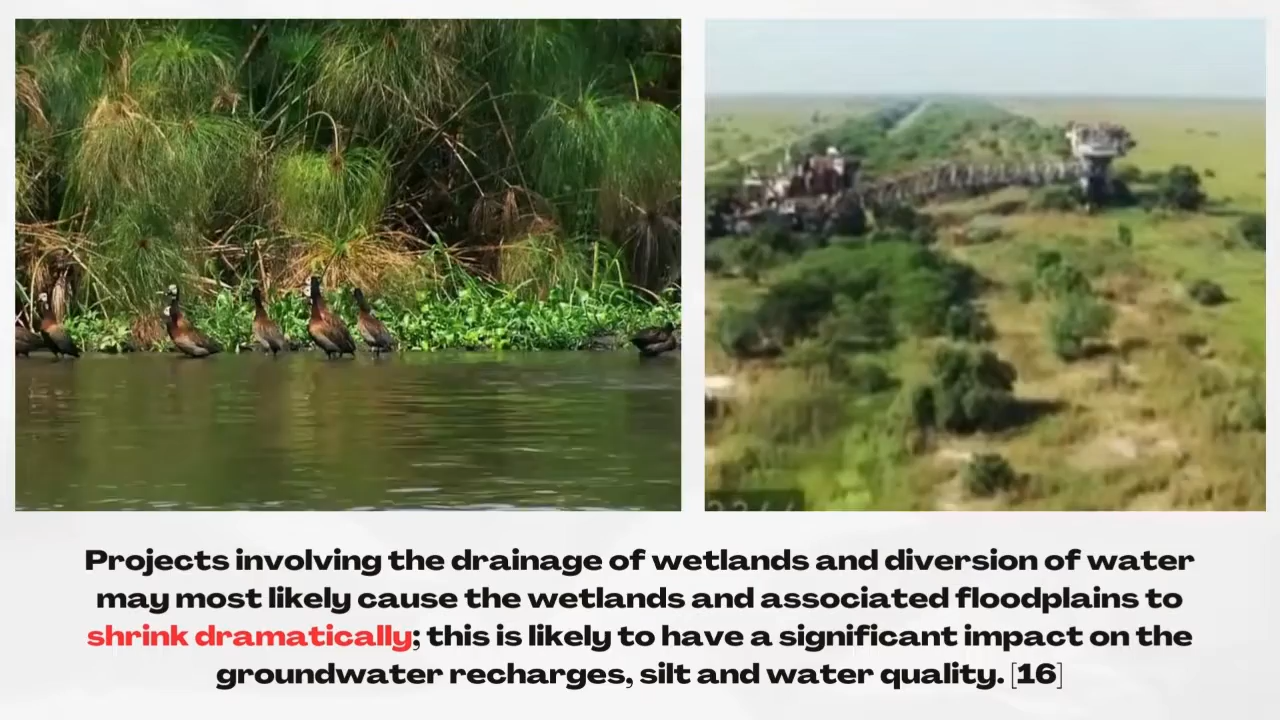 Projects involving the drainage of wetlands and diversion of water
may most likely cause the wetlands and associated floodplains to
shrink dramatically; this is likely to have a significant impact on the
groundwater recharges, silt and water quality. [16]